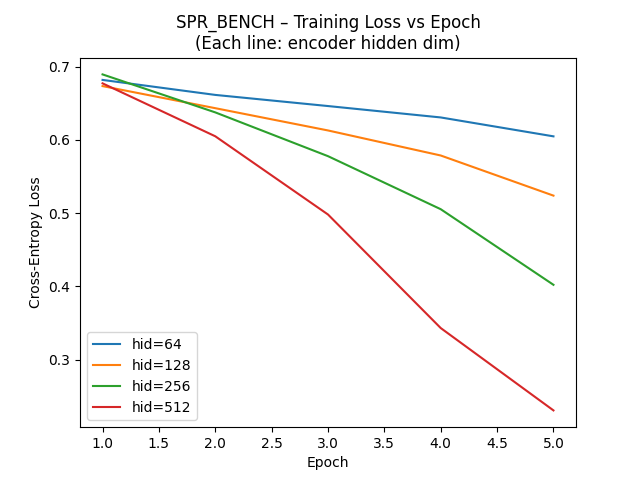 SPR_BENCH – Training Loss vs Epoch
(Each line: encoder hidden dim)
Cross-Entropy Loss
0.7
0.6
0.5
0.4
0.3
hid=64
hid=128
hid=256
hid=512
1.0 1.5 2.0 2.5 3.0 3.5 4.0 4.5 5.0
Epoch